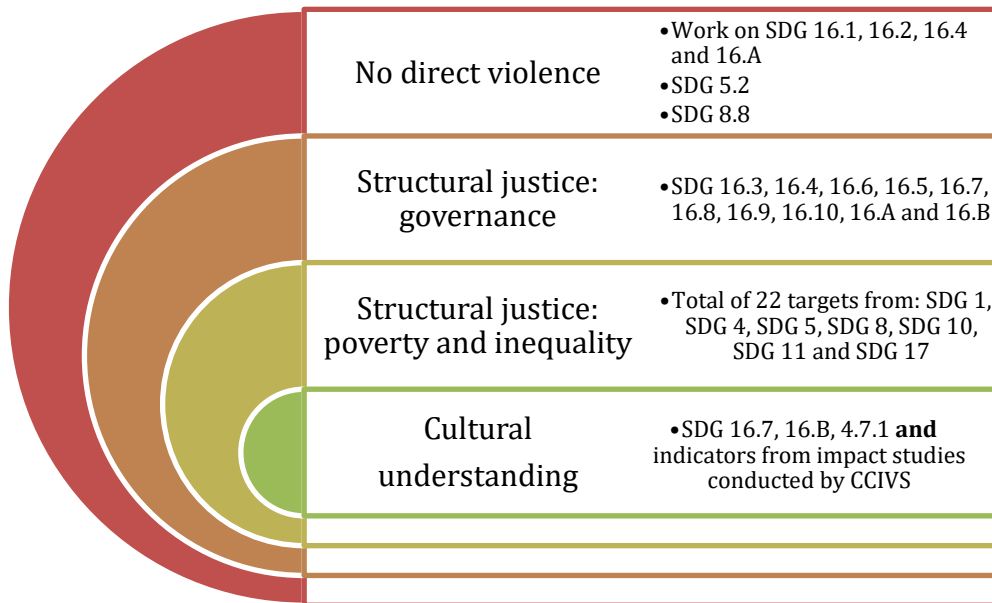 No direct violence
•Work on SDG 16.1, 16.2, 16.4
and 16.A
•SDG 5.2
•SDG 8.8
Structural justice:
governance
•SDG 16.3, 16.4, 16.6, 16.5, 16.7,
16.8, 16.9, 16.10, 16.A and 16.B
Structural justice:
poverty and inequality
•Total of 22 targets from: SDG 1,
SDG 4, SDG 5, SDG 8, SDG 10,
SDG 11 and SDG 17
Cultural
understanding
•SDG 16.7, 16.B, 4.7.1 and
indicators from impact studies
conducted by CCIVS